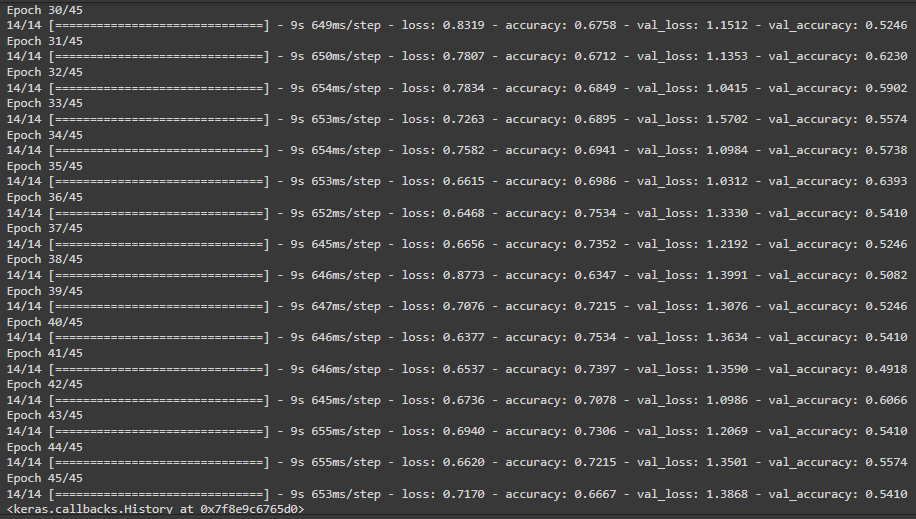 Epoch 30/45
14/14 [==============================] - 9s 649ms/step - loss: 0.8319 - accuracy: 0.6758 - val_loss: 1.1512 - val_accuracy: 0.5246
Epoch 31/45
14/14 [==============================] - 9s 650ms/step - loss: 0.7807 - accuracy: 0.6712 - val_loss: 1.1353 - val_accuracy: 0.6230
Epoch 32/45
14/14 [==============================] - 9s 654ms/step - loss: 0.7834 - accuracy: 0.6849 - val_loss: 1.0415 - val_accuracy: 0.5902
Epoch 33/45
14/14 [==============================] - 9s 653ms/step - loss: 0.7263 - accuracy: 0.6895 - val_loss: 1.5702 - val_accuracy: 0.5574
Epoch 34/45
14/14 [==============================] - 9s 654ms/step - loss: 0.7582 - accuracy: 0.6941 - val_loss: 1.0984 - val_accuracy: 0.5738
Epoch 35/45
14/14 [==============================] - 9s 653ms/step - loss: 0.6615 - accuracy: 0.6986 - val_loss: 1.0312 - val_accuracy: 0.6393
Epoch 36/45
14/14 [==============================] - 9s 652ms/step - loss: 0.6468 - accuracy: 0.7534 - val_loss: 1.3330 - val_accuracy: 0.5410
Epoch 37/45
14/14 [==============================] - 9s 645ms/step - loss: 0.6656 - accuracy: 0.7352 - val_loss: 1.2192 - val_accuracy: 0.5246
Epoch 38/45
14/14 [==============================] - 9s 646ms/step - loss: 0.8773 - accuracy: 0.6347 - val_loss: 1.3991 - val_accuracy: 0.5082
Epoch 39/45
14/14 [==============================] - 9s 647ms/step - loss: 0.7076 - accuracy: 0.7215 - val_loss: 1.3076 - val_accuracy: 0.5246
Epoch 40/45
14/14 [==============================] - 9s 646ms/step - loss: 0.6377 - accuracy: 0.7534 - val_loss: 1.3634 - val_accuracy: 0.5410
Epoch 41/45
14/14 [==============================] - 9s 646ms/step - loss: 0.6537 - accuracy: 0.7397 - val_loss: 1.3590 - val_accuracy: 0.4918
Epoch 42/45
14/14 [==============================] - 9s 645ms/step - loss: 0.6736 - accuracy: 0.7078 - val_loss: 1.0986 - val_accuracy: 0.6066
Epoch 43/45
14/14 [==============================] - 9s 655ms/step - loss: 0.6940 - accuracy: 0.7306 - val_loss: 1.2069 - val_accuracy: 0.5410
Epoch 44/45
14/14 [==============================] - 9s 655ms/step - loss: 0.6620 - accuracy: 0.7215 - val_loss: 1.3501 - val_accuracy: 0.5574
Epoch 45/45
14/14 [==============================] - 9s 653ms/step - loss: 0.7170 - accuracy: 0.6667 - val_loss: 1.3868 - val_accuracy: 0.5410
<keras.callbacks.History at 0x7f8e9c6765d0>